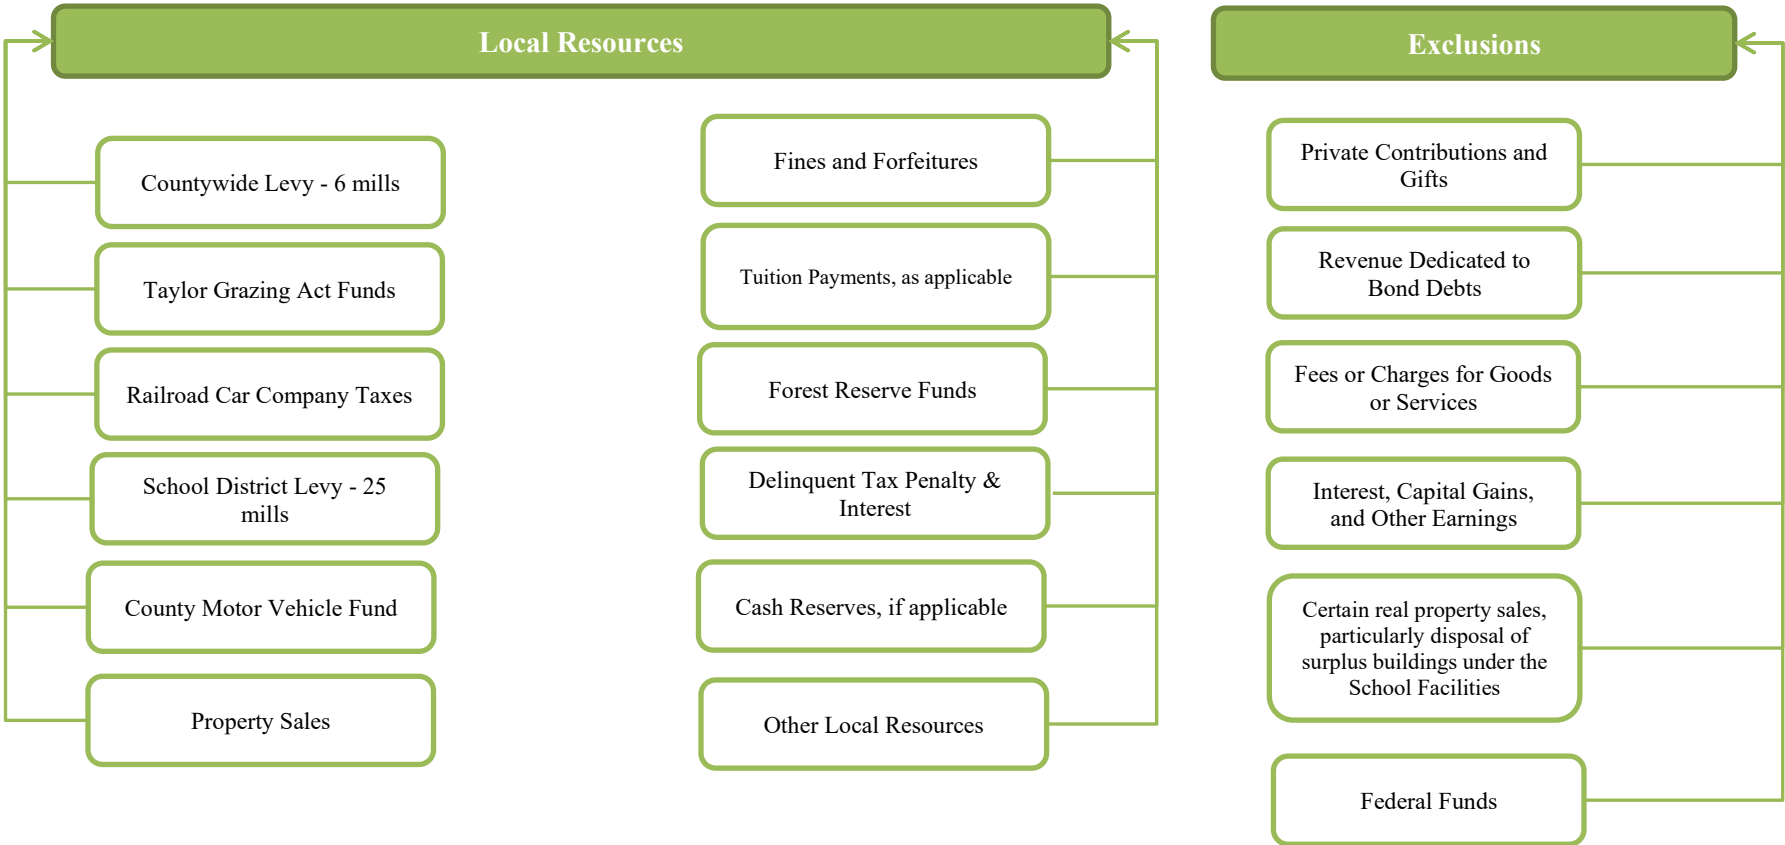 Local Resources
Countywide Levy - 6 mills
Taylor Grazing Act Funds
Railroad Car Company Taxes
School District Levy - 25
mills
County Motor Vehicle Fund
Property Sales
Fines and Forfeitures
Tuition Payments, as applicable
Forest Reserve Funds
Delinquent Tax Penalty &
Interest
Cash Reserves, if applicable
Other Local Resources
Exclusions
Private Contributions and
Gifts
Revenue Dedicated to
Bond Debts
Fees or Charges for Goods
or Services
Interest, Capital Gains,
and Other Earnings
Certain real property sales,
particularly disposal of
surplus buildings under the
School Facilities
Federal Funds